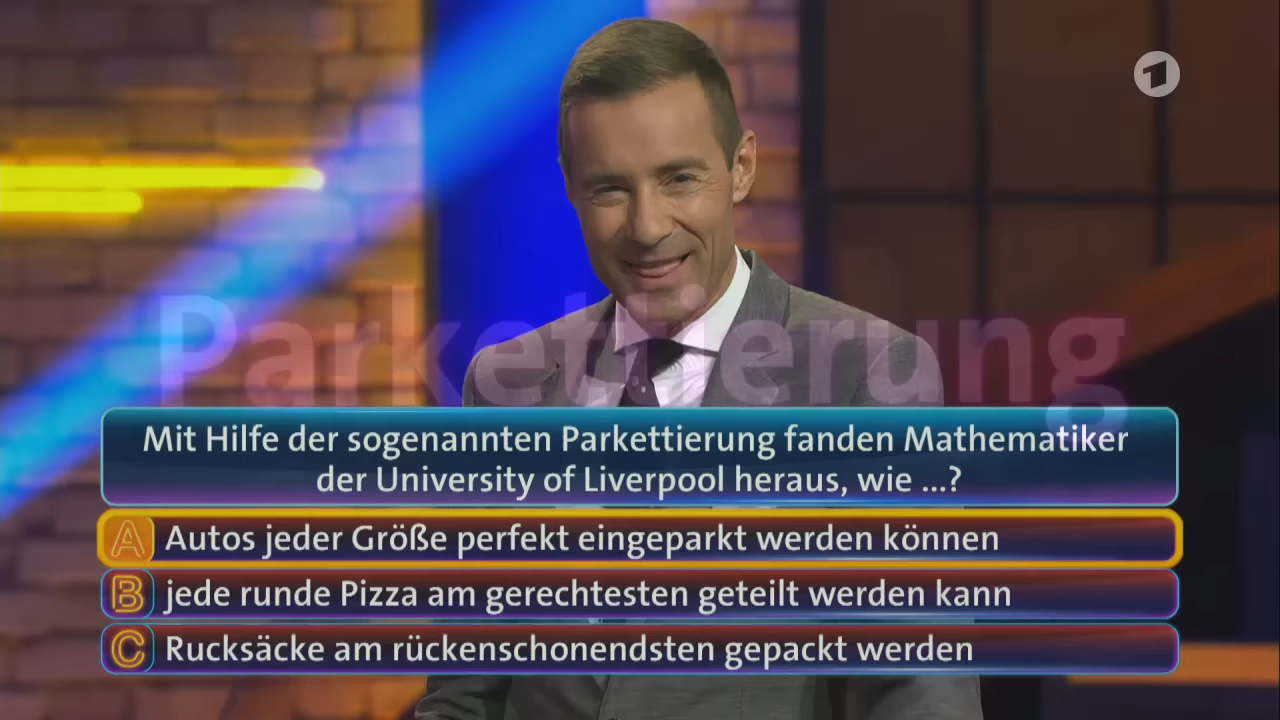 1
Parkettierung
Mit Hilfe der sogenannten Parkettierung fanden Mathematiker
der University of Liverpool heraus, wie ...?
A Autos jeder Größe perfekt eingeparkt werden können
B jede runde Pizza am gerechtesten geteilt werden kann
C Rucksäcke am rückenschonendsten gepackt werden